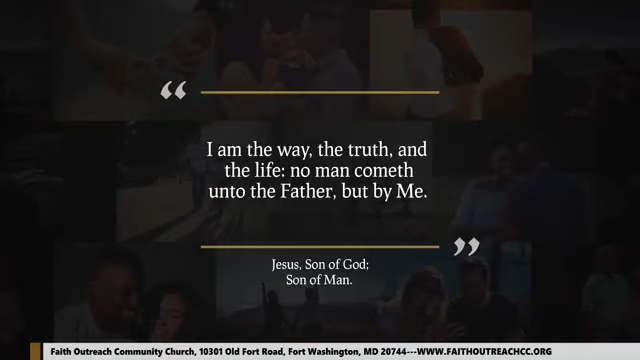 “
I am the way, the truth, and
the life: no man cometh
unto the Father, but by Me.
”
Jesus, Son of God;
Son of Man.
Faith Outreach Community Church, 10301 Old Fort Road, Fort Washington, MD 20744---WWW.FAITHOUTREACHCC.ORG